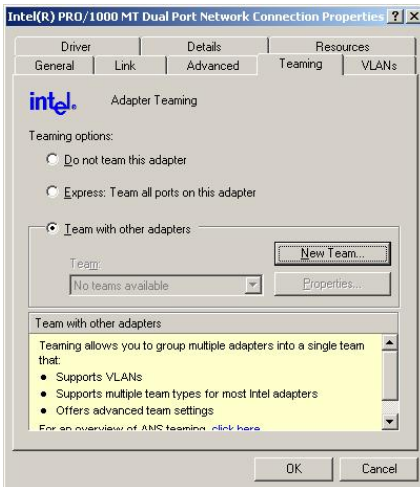 Intel(R) PRO/1000 MT Dual Port Network Connection Properties
Driver Details Resources
General Link Advanced Teaming VLANs
intel. Adapter Teaming
Teaming options:
Do not team this adapter
Express: Team all ports on this adapter
Team with other adapters
New Team...
Team:
No teams available Properties...
Team with other adapters
Teaming allows you to group multiple adapters into a single team
that:
• Supports VLANs
• Supports multiple team types for most Intel adapters
• Offers advanced team settings
For an overview of ANS teaming, click here
OK Cancel